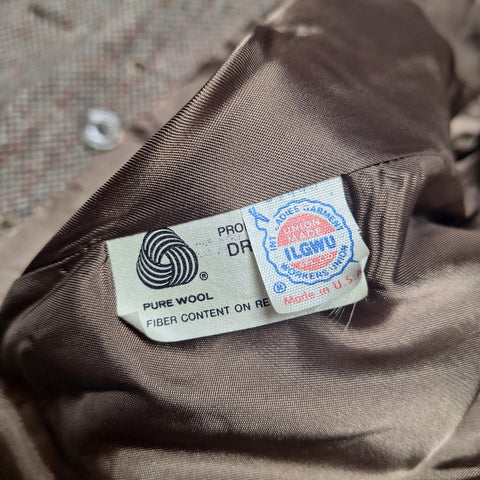 PRO
DR
®
PURE WOOL
FIBER CONTENT ON RE
INT. LADIES GARMENT
UNION
MADE
ILGWU
WORKERS UNION
®
Made in U.S.A.